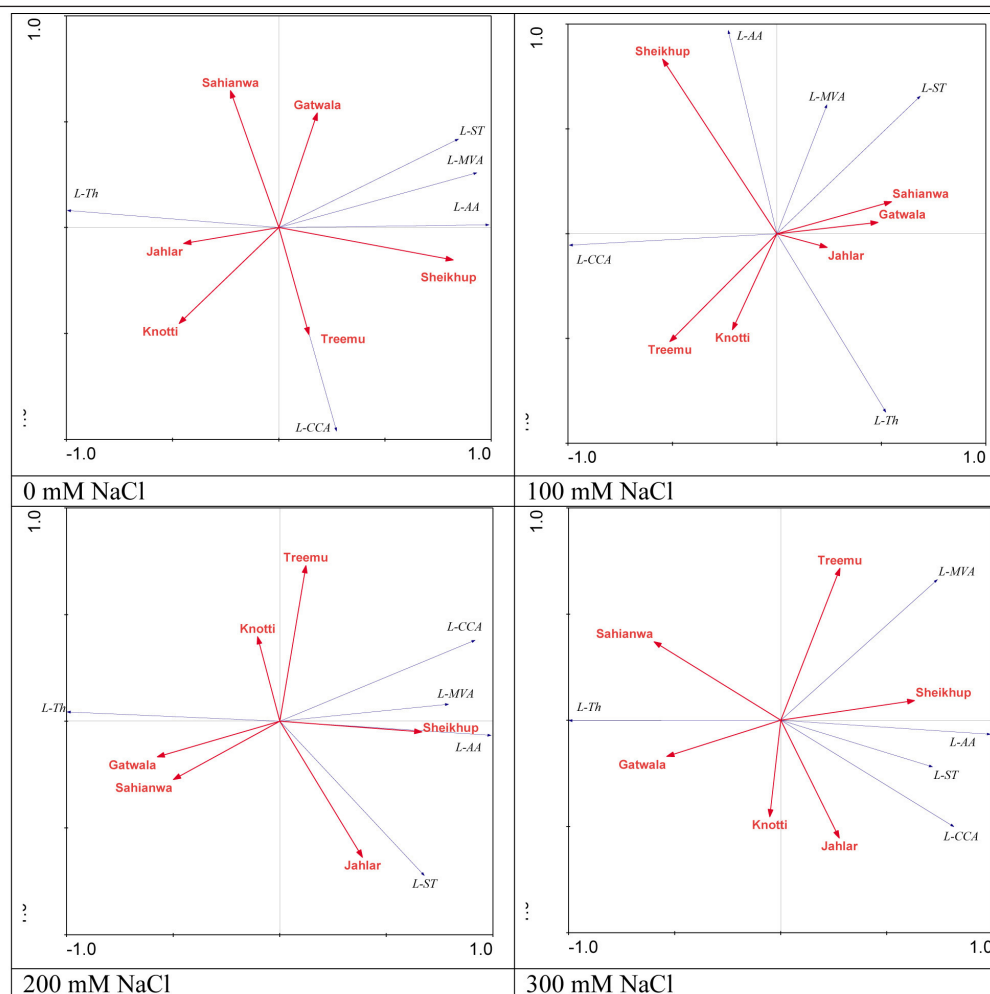 1.0
Sahianwa
Gatwala
L-ST
L-MVA
L-Th
L-AA
Jahlar
Sheikhup
Knotti
Treemu
L-CCA
-1.0 1.0
0 mM NaCl
1.0
L-AA
Sheikhup
L-MVA
L-ST
Sahianwa
Gatwala
Jahlar
L-CCA
Knotti
Treemu
L-Th
-1.0 1.0
100 mM NaCl
1.0
Treemu
Knotti
L-CCA
L-MVA
L-Th
Sheikhup
L-AA
Gatwala
Sahianwa
Jahlar
L-ST
-1.0 1.0
200 mM NaCl
1.0
Treemu
L-MVA
Sahianwa
Sheikhup
L-Th
L-AA
Gatwala
L-ST
Knotti
Jahlar
L-CCA
-1.0 1.0
300 mM NaCl